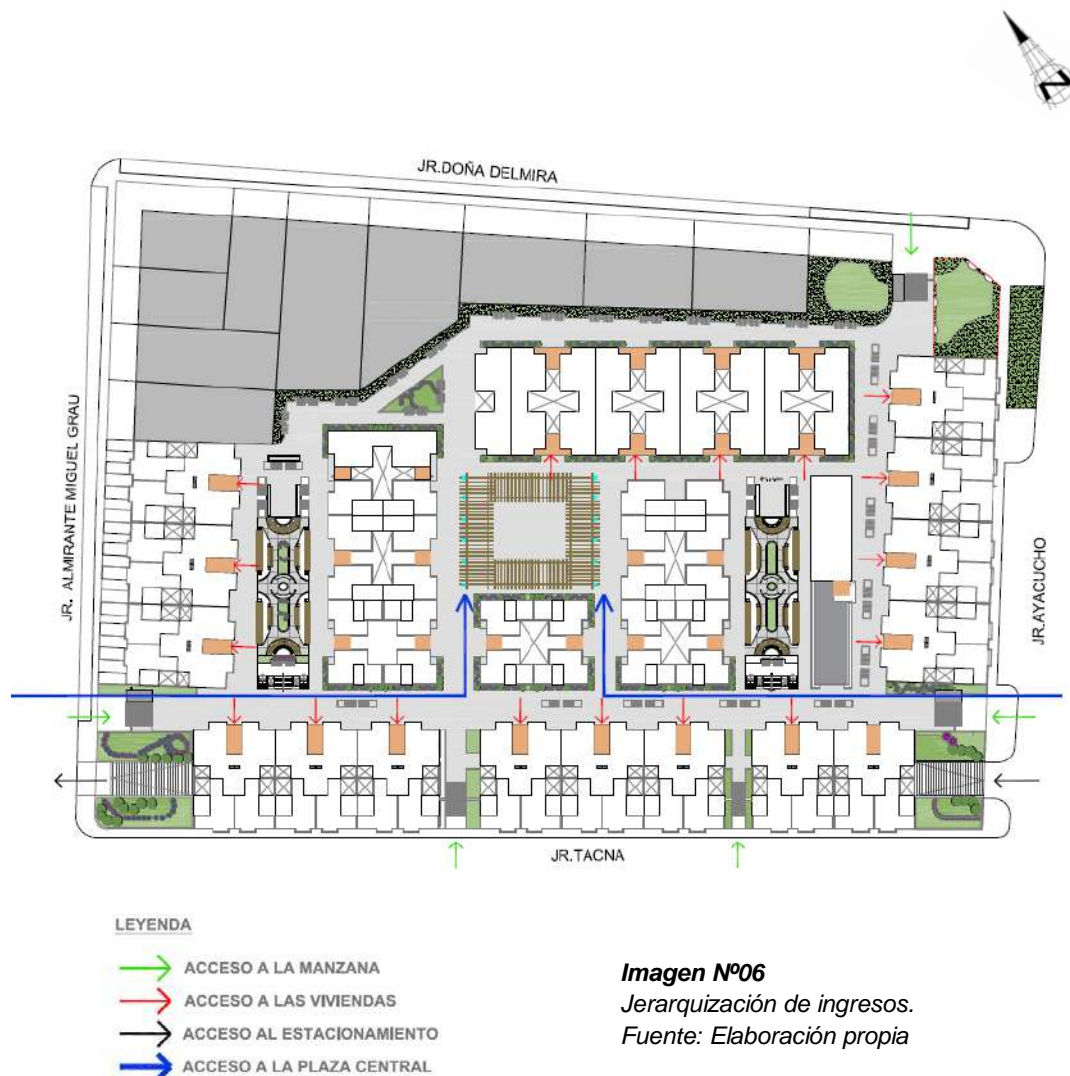 N
JR.DOÑA DELMIRA
JR. ALMIRANTE MIGUEL GRAU
JR.AYACUCHO
JR.TACNA
LEYENDA
ACCESO A LA MANZANA
ACCESO A LAS VIVIENDAS
ACCESO AL ESTACIONAMIENTO
ACCESO A LA PLAZA CENTRAL
Imagen Nº06
Jerarquización de ingresos.
Fuente: Elaboración propia